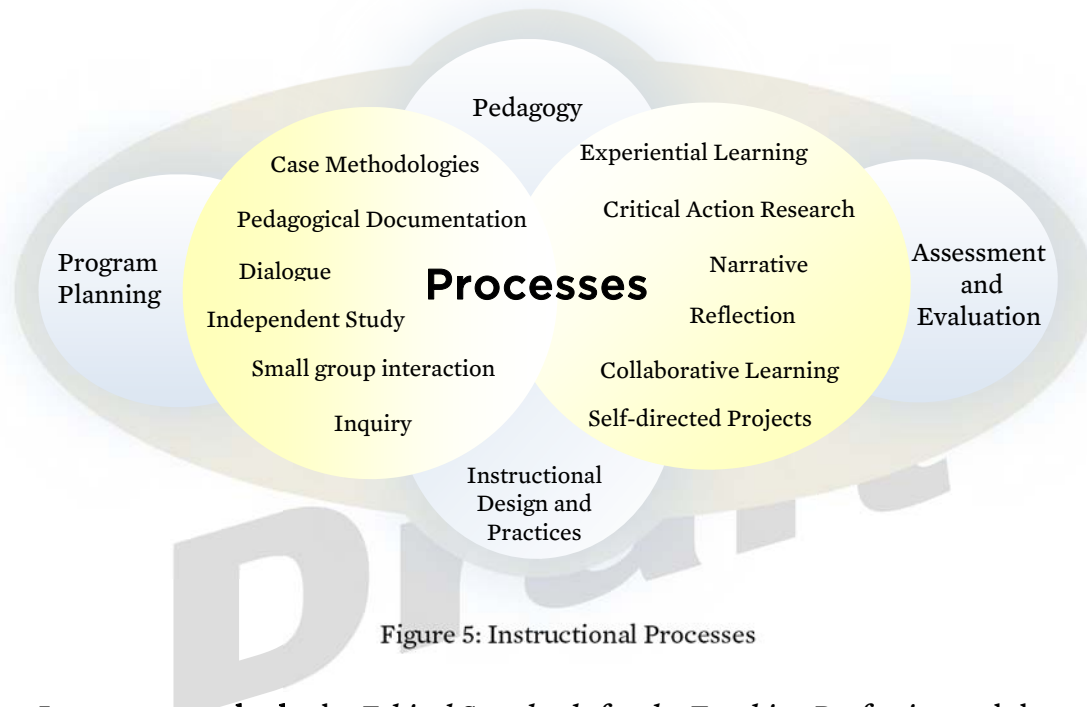 Pedagogy
Case Methodologies
Pedagogical Documentation
Dialogue
Independent Study
Small group interaction
Inquiry
Processes
Experiential Learning
Critical Action Research
Narrative
Reflection
Collaborative Learning
Self-directed Projects
Program
Planning
Assessment
and
Evaluation
Instructional
Design and
Practices
Draft
Figure 5: Instructional Processes